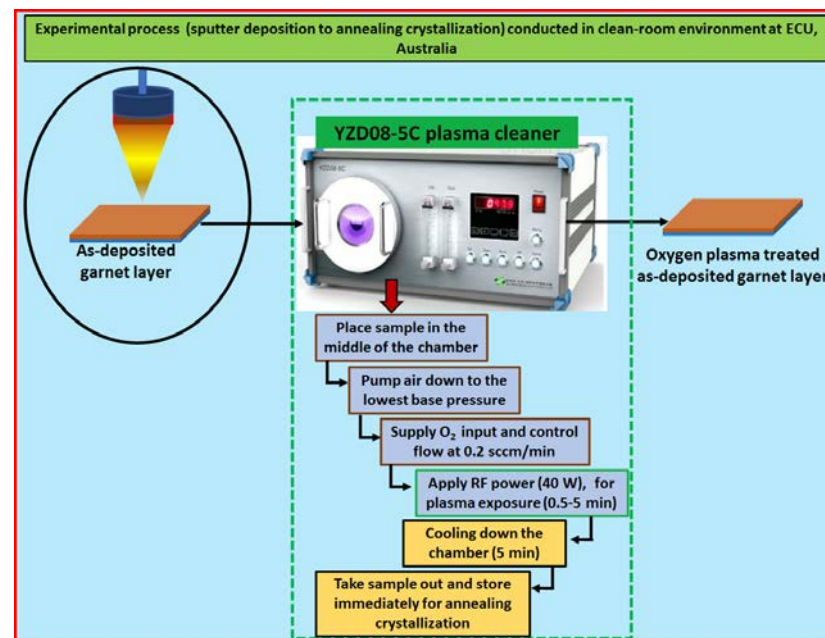 Experimental process (sputter deposition to annealing crystallization) conducted in clean-room environment at ECU,
Australia
YZD08-5C plasma cleaner
YZD08-5C
As-deposited
garnet layer
Oxygen plasma treated
as-deposited garnet layer
Place sample in the
middle of the chamber
Pump air down to the
lowest base pressure
Supply O₂ input and control
flow at 0.2 sccm/min
Apply RF power (40 W), for
plasma exposure (0.5-5 min)
Cooling down the
chamber (5 min)
Take sample out and store
immediately for annealing
crystallization